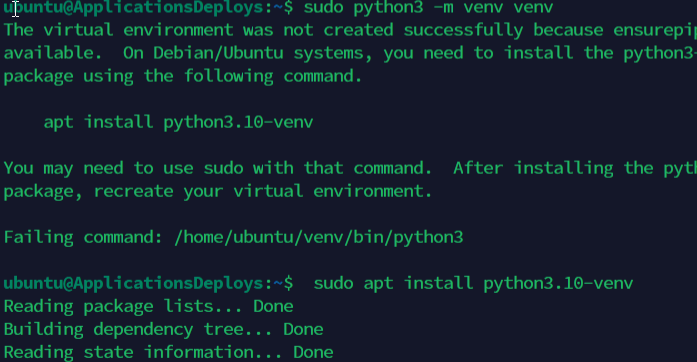 ubuntu@ApplicationsDeploys:~$ sudo python3 -m venv venv
The virtual environment was not created successfully because ensurepip
available.  On Debian/Ubuntu systems, you need to install the python3-
package using the following command.
apt install python3.10-venv
You may need to use sudo with that command.  After installing the pyth
package, recreate your virtual environment.
Failing command: /home/ubuntu/venv/bin/python3
ubuntu@ApplicationsDeploys:~$  sudo apt install python3.10-venv
Reading package lists... Done
Building dependency tree... Done
Reading state information... Done